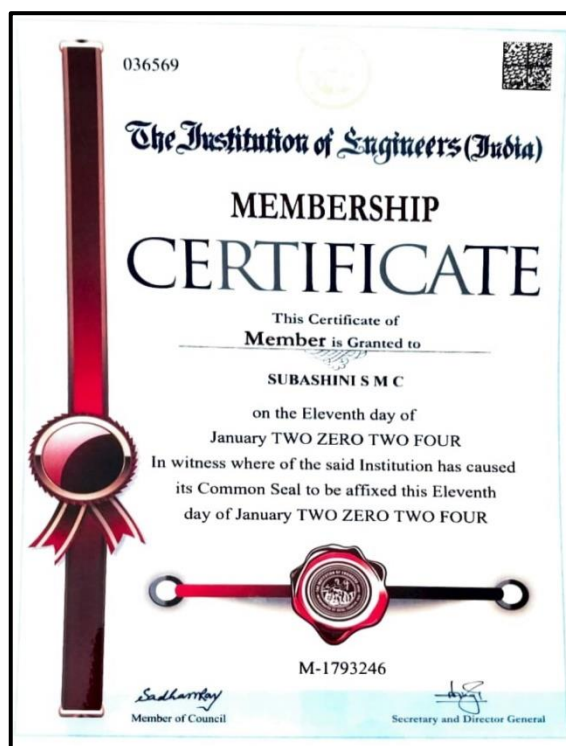 036569
The Institution of Engineers (India)
MEMBERSHIP
CERTIFICATE
This Certificate of
Member is Granted to
SUBASHINI S M C
on the Eleventh day of
January TWO ZERO TWO FOUR
In witness where of the said Institution has caused
its Common Seal to be affixed this Eleventh
day of January TWO ZERO TWO FOUR
M-1793246
Member of Council
Secretary and Director General